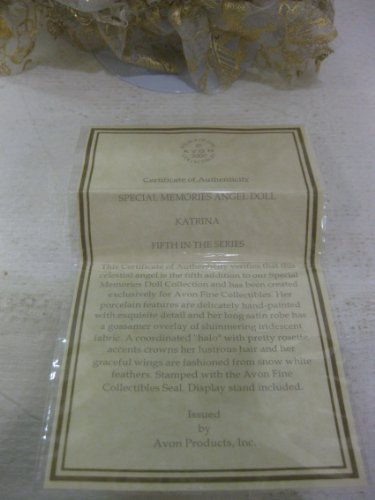 AVON
Certificate of Authenticity
SPECIAL MEMORIES ANGEL DOLL
KATRINA
FIFTH IN THE SERIES
This Certificate of Authenticity verifies that this
celestial angel is the fifth addition to our Special
Memories Doll Collection and has been created
exclusively for Avon Fine Collectibles. Her
porcelain features are delicately hand-painted
with exquisite detail and her long satin robe has
a gossamer overlay of shimmering iridescent
fabric. A coordinated "halo" with pretty rosette
accents crowns her lustrous hair and her
graceful wings are fashioned from snow white
feathers. Stamped with the Avon Fine
Collectibles Seal. Display stand included.
Issued
by
Avon Products, Inc.